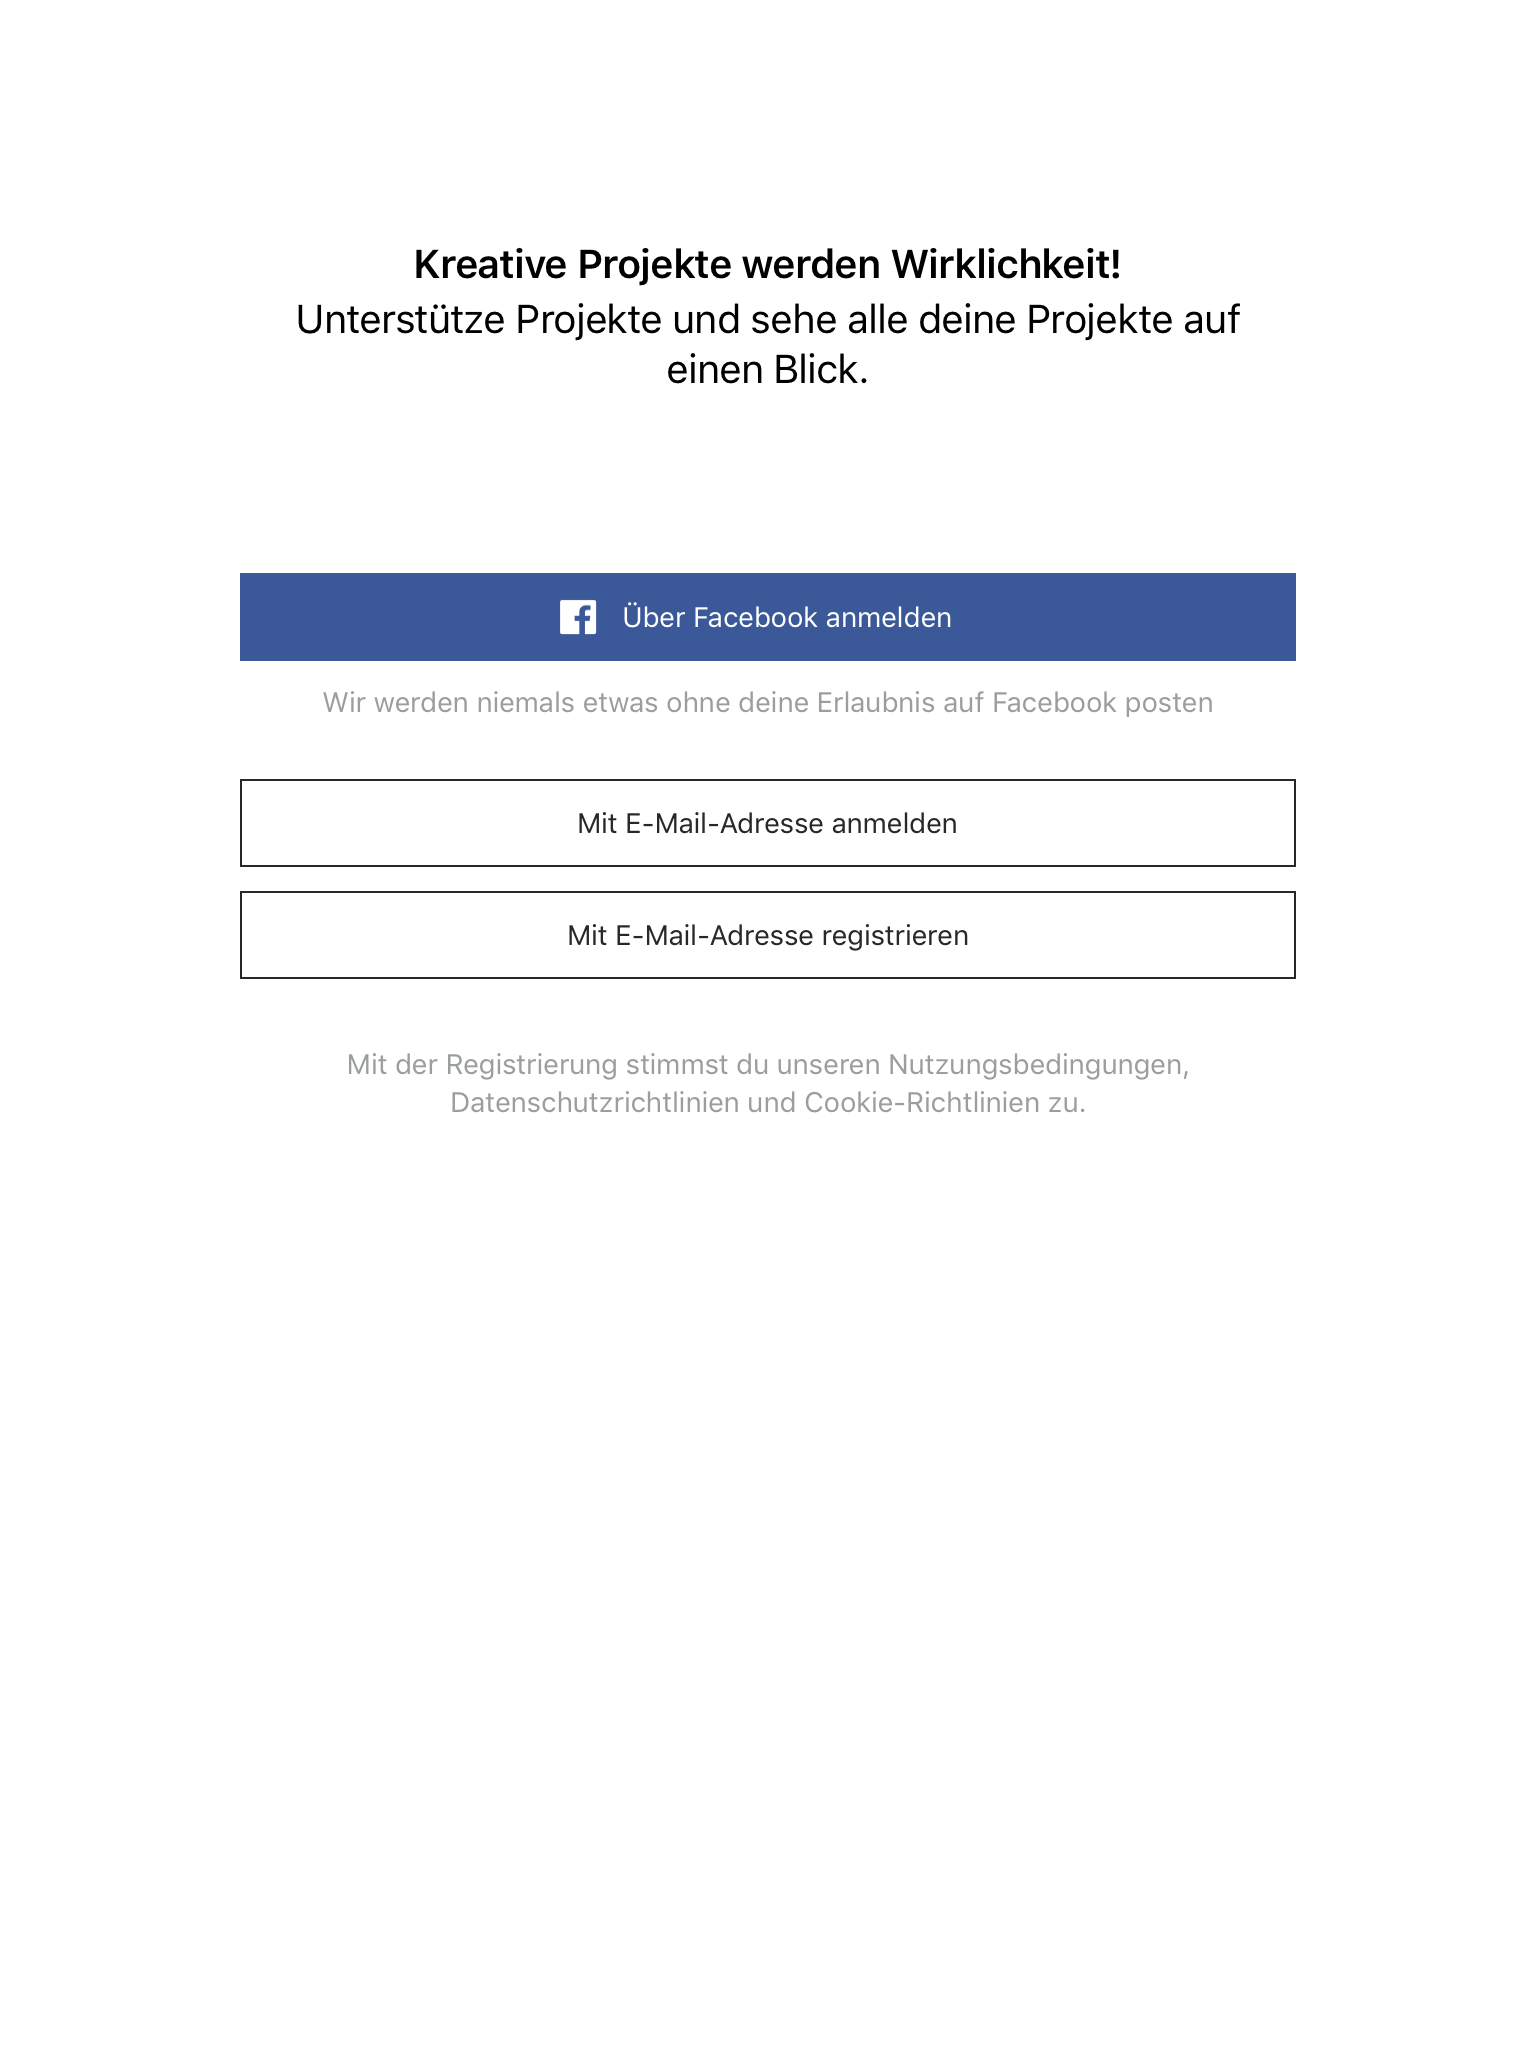 Kreative Projekte werden Wirklichkeit!
Unterstütze Projekte und sehe alle deine Projekte auf
einen Blick.
Über Facebook anmelden
Wir werden niemals etwas ohne deine Erlaubnis auf Facebook posten
Mit E-Mail-Adresse anmelden
Mit E-Mail-Adresse registrieren
Mit der Registrierung stimmst du unseren Nutzungsbedingungen,
Datenschutzrichtlinien und Cookie-Richtlinien zu.